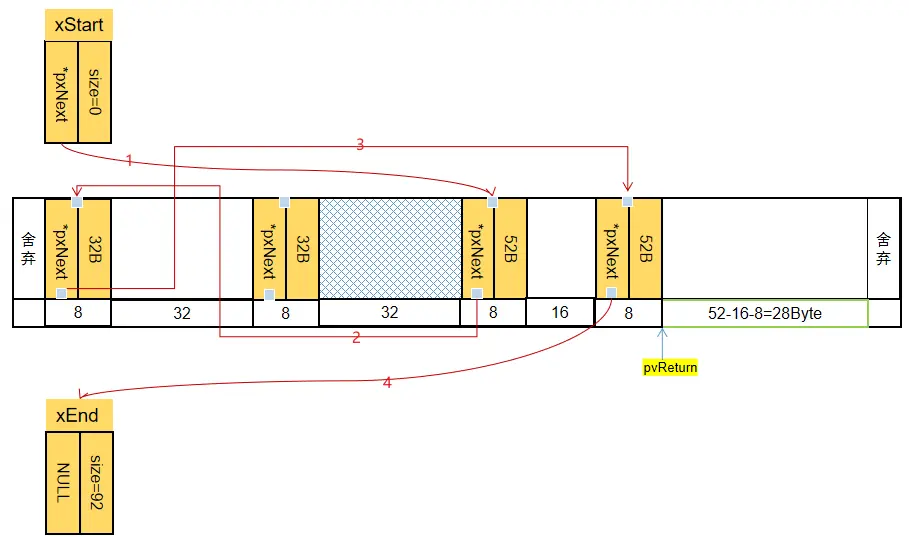 xStart
*pxNext
size=0
1
3
舍弃
*pxNext
32B
*pxNext
32B
*pxNext
52B
*pxNext
52B
舍弃
8
32
8
32
8
16
8
52-16-8=28Byte
2
pvReturn
4
xEnd
NULL
size=92